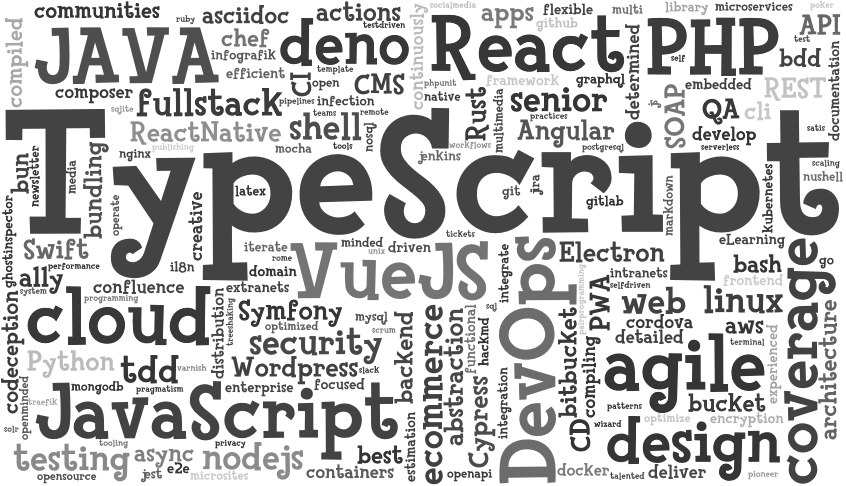 communities
ruby
asciidoc
actions
testdriven
socialmedia
apps
flexible
multi
library
microservices
poker
compiled
JAVA
chef
infografik
deno
continuously
React
github
PHP
self
API
test
composer
efficient
template
CI
open
CMS
phpunit
native
framework
graphql
determined
embedded
bdd
REST
documentation
sqlite
fullstack
pipelines
infection
teams
remote
Rust
multimedia
senior
practices
SOAP
QA
cli
ReactNative
shell
nosql
Angular
develop
satis
bun
newsletter
media
bundling
nginx
publishing
mocha
tools
jenkins
workflows
postgresql
serverless
scaling
nushell
TypeScript
latex
git
jira
gitlab
markdown
kubernetes
ghostinspector
operate
creative
tickets
eLearning
Swift
performance
iterate
rome
minded
unix
driven
integrate
DevOps
Electron
intranets
selfdriven
bash
go
ally
system
confluence
i18n
domain
extranets
VueJS
pairprogramming
PWA
frontend
coverage
programming
cloud
distribution
treeshaking
Symfony
optimized
mysql
scrum
backend
ecommerce
abstraction
functional
hackmd
sql
bitbucket
compiling
web
cordova
detailed
linux
aws
terminal
experienced
architecture
codeception
Python
tdd
varnish
security
Wordpress
slack
mongodb
pragmatism
enterprise
focused
agile
patterns
bucket
openminded
traefik
JavaScript
estimation
Cypress
integration
CD
wizard
optimize
encryption
solr
tooling
privacy
best
design
testing
async
nodejs
opensource
jest
e2e
microsites
containers
openapi
docker
talented
deliver
pioneer